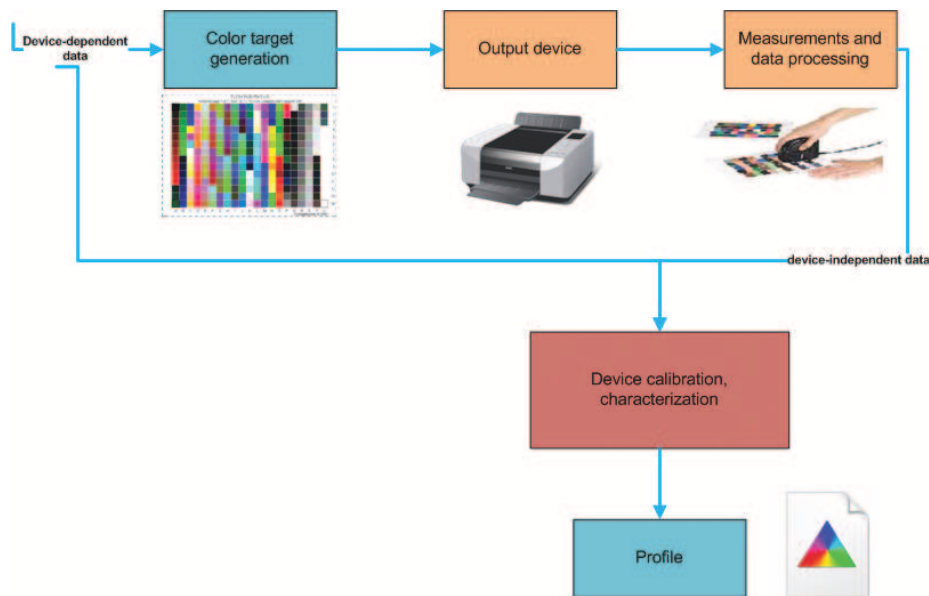 Device-dependent
data
Color target
generation
Output device
Measurements and
data processing
device-independent data
Device calibration,
characterization
Profile